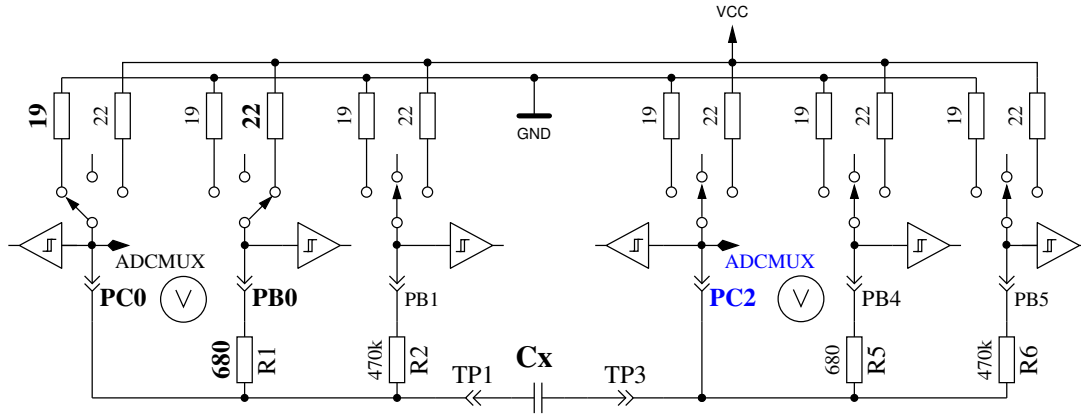 VCC
19
22
19
22
19
22
GND
19
22
19
22
19
22
ADCMUX
ADCMUX
PC0
V
PB0
PB1
PC2
V
PB4
PB5
680
R1
470k
R2
Cx
680
R5
470k
R6
TP1
TP3